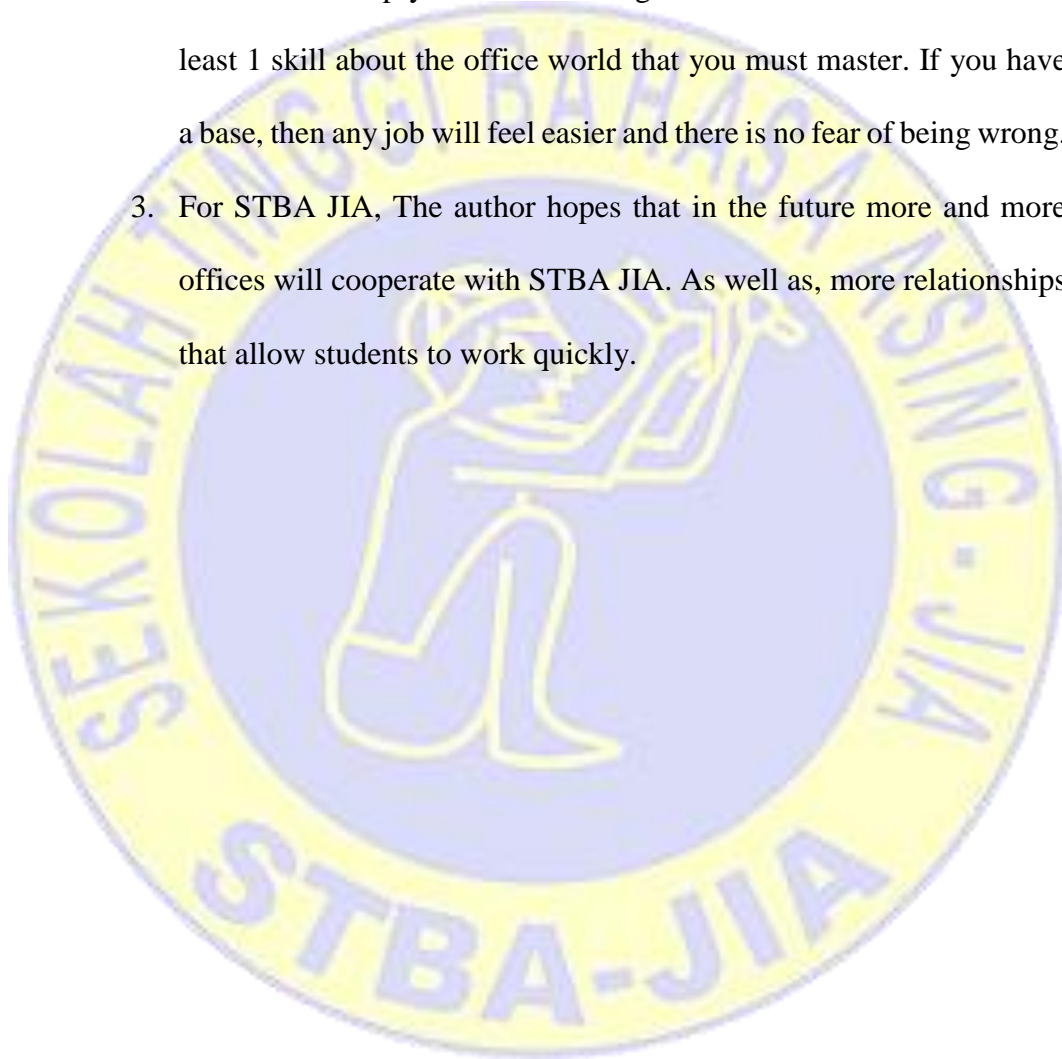 least 1 skill about the office world that you must master. If you have
a base, then any job will feel easier and there is no fear of being wrong.
3. For STBA JIA, The author hopes that in the future more and more
offices will cooperate with STBA JIA. As well as, more relationships
that allow students to work quickly.
SEKOLAH TINGGI BAHASA ASING - JIA
STBA-JIA